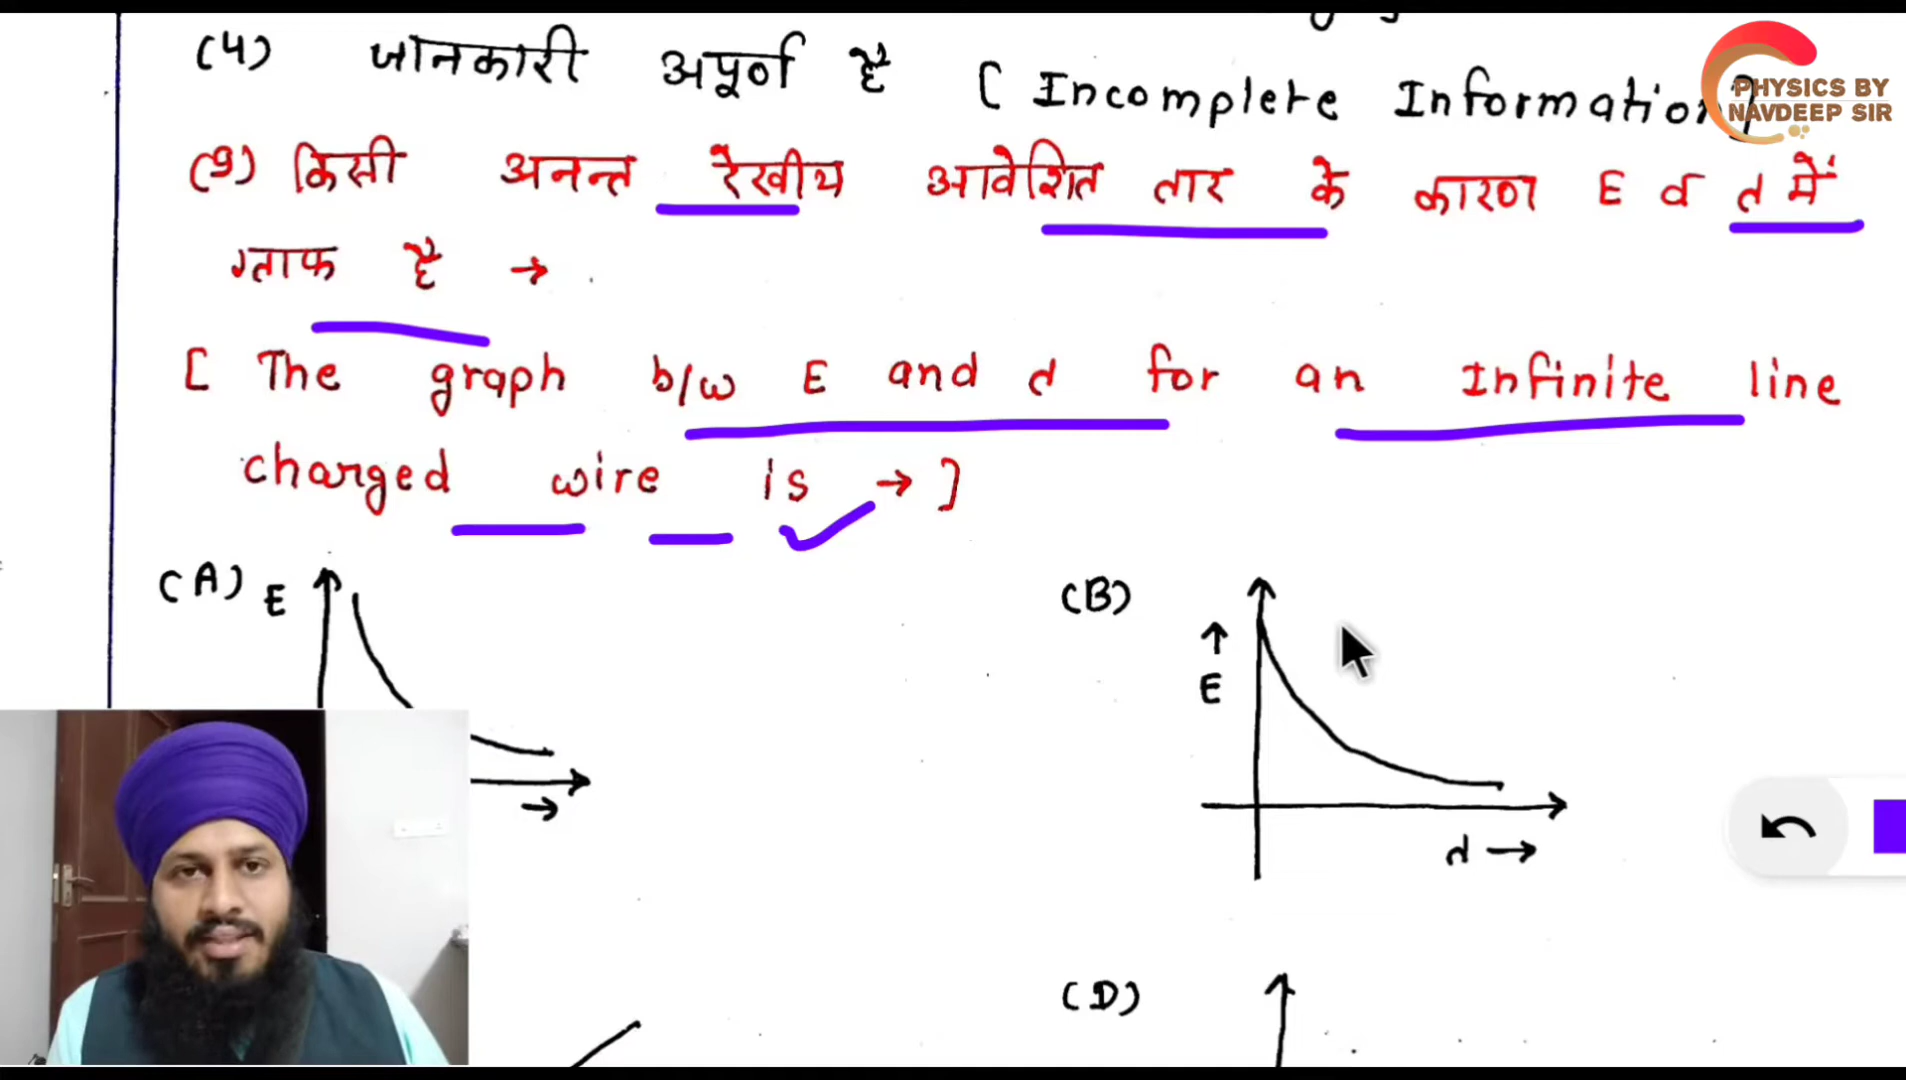 PHYSICS BY
NAVDEEP SIR
(4) जानकारी अपूर्ण है [ Incomplete Information ]
(9) किसी अनन्त रेखीय आवेशित तार के कारण E व d में
ग्राफ है →
[ The graph b/w E and d for an Infinite line
charged wire is → ]
(A) E
→
(B)
↑
E
d →
(D)